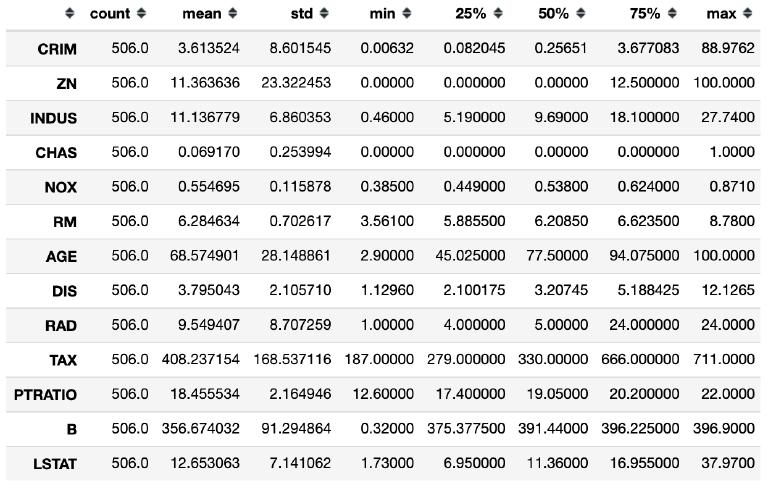 count mean std min 25% 50% 75% max
CRIM 506.0 3.613524 8.601545 0.00632 0.082045 0.25651 3.677083 88.9762
ZN 506.0 11.363636 23.322453 0.00000 0.000000 0.00000 12.500000 100.0000
INDUS 506.0 11.136779 6.860353 0.46000 5.190000 9.69000 18.100000 27.7400
CHAS 506.0 0.069170 0.253994 0.00000 0.000000 0.00000 0.000000 1.0000
NOX 506.0 0.554695 0.115878 0.38500 0.449000 0.53800 0.624000 0.8710
RM 506.0 6.284634 0.702617 3.56100 5.885500 6.20850 6.623500 8.7800
AGE 506.0 68.574901 28.148861 2.90000 45.025000 77.50000 94.075000 100.0000
DIS 506.0 3.795043 2.105710 1.12960 2.100175 3.20745 5.188425 12.1265
RAD 506.0 9.549407 8.707259 1.00000 4.000000 5.00000 24.000000 24.0000
TAX 506.0 408.237154 168.537116 187.00000 279.000000 330.00000 666.000000 711.0000
PTRATIO 506.0 18.455534 2.164946 12.60000 17.400000 19.05000 20.200000 22.0000
B 506.0 356.674032 91.294864 0.32000 375.377500 391.44000 396.225000 396.9000
LSTAT 506.0 12.653063 7.141062 1.73000 6.950000 11.36000 16.955000 37.9700